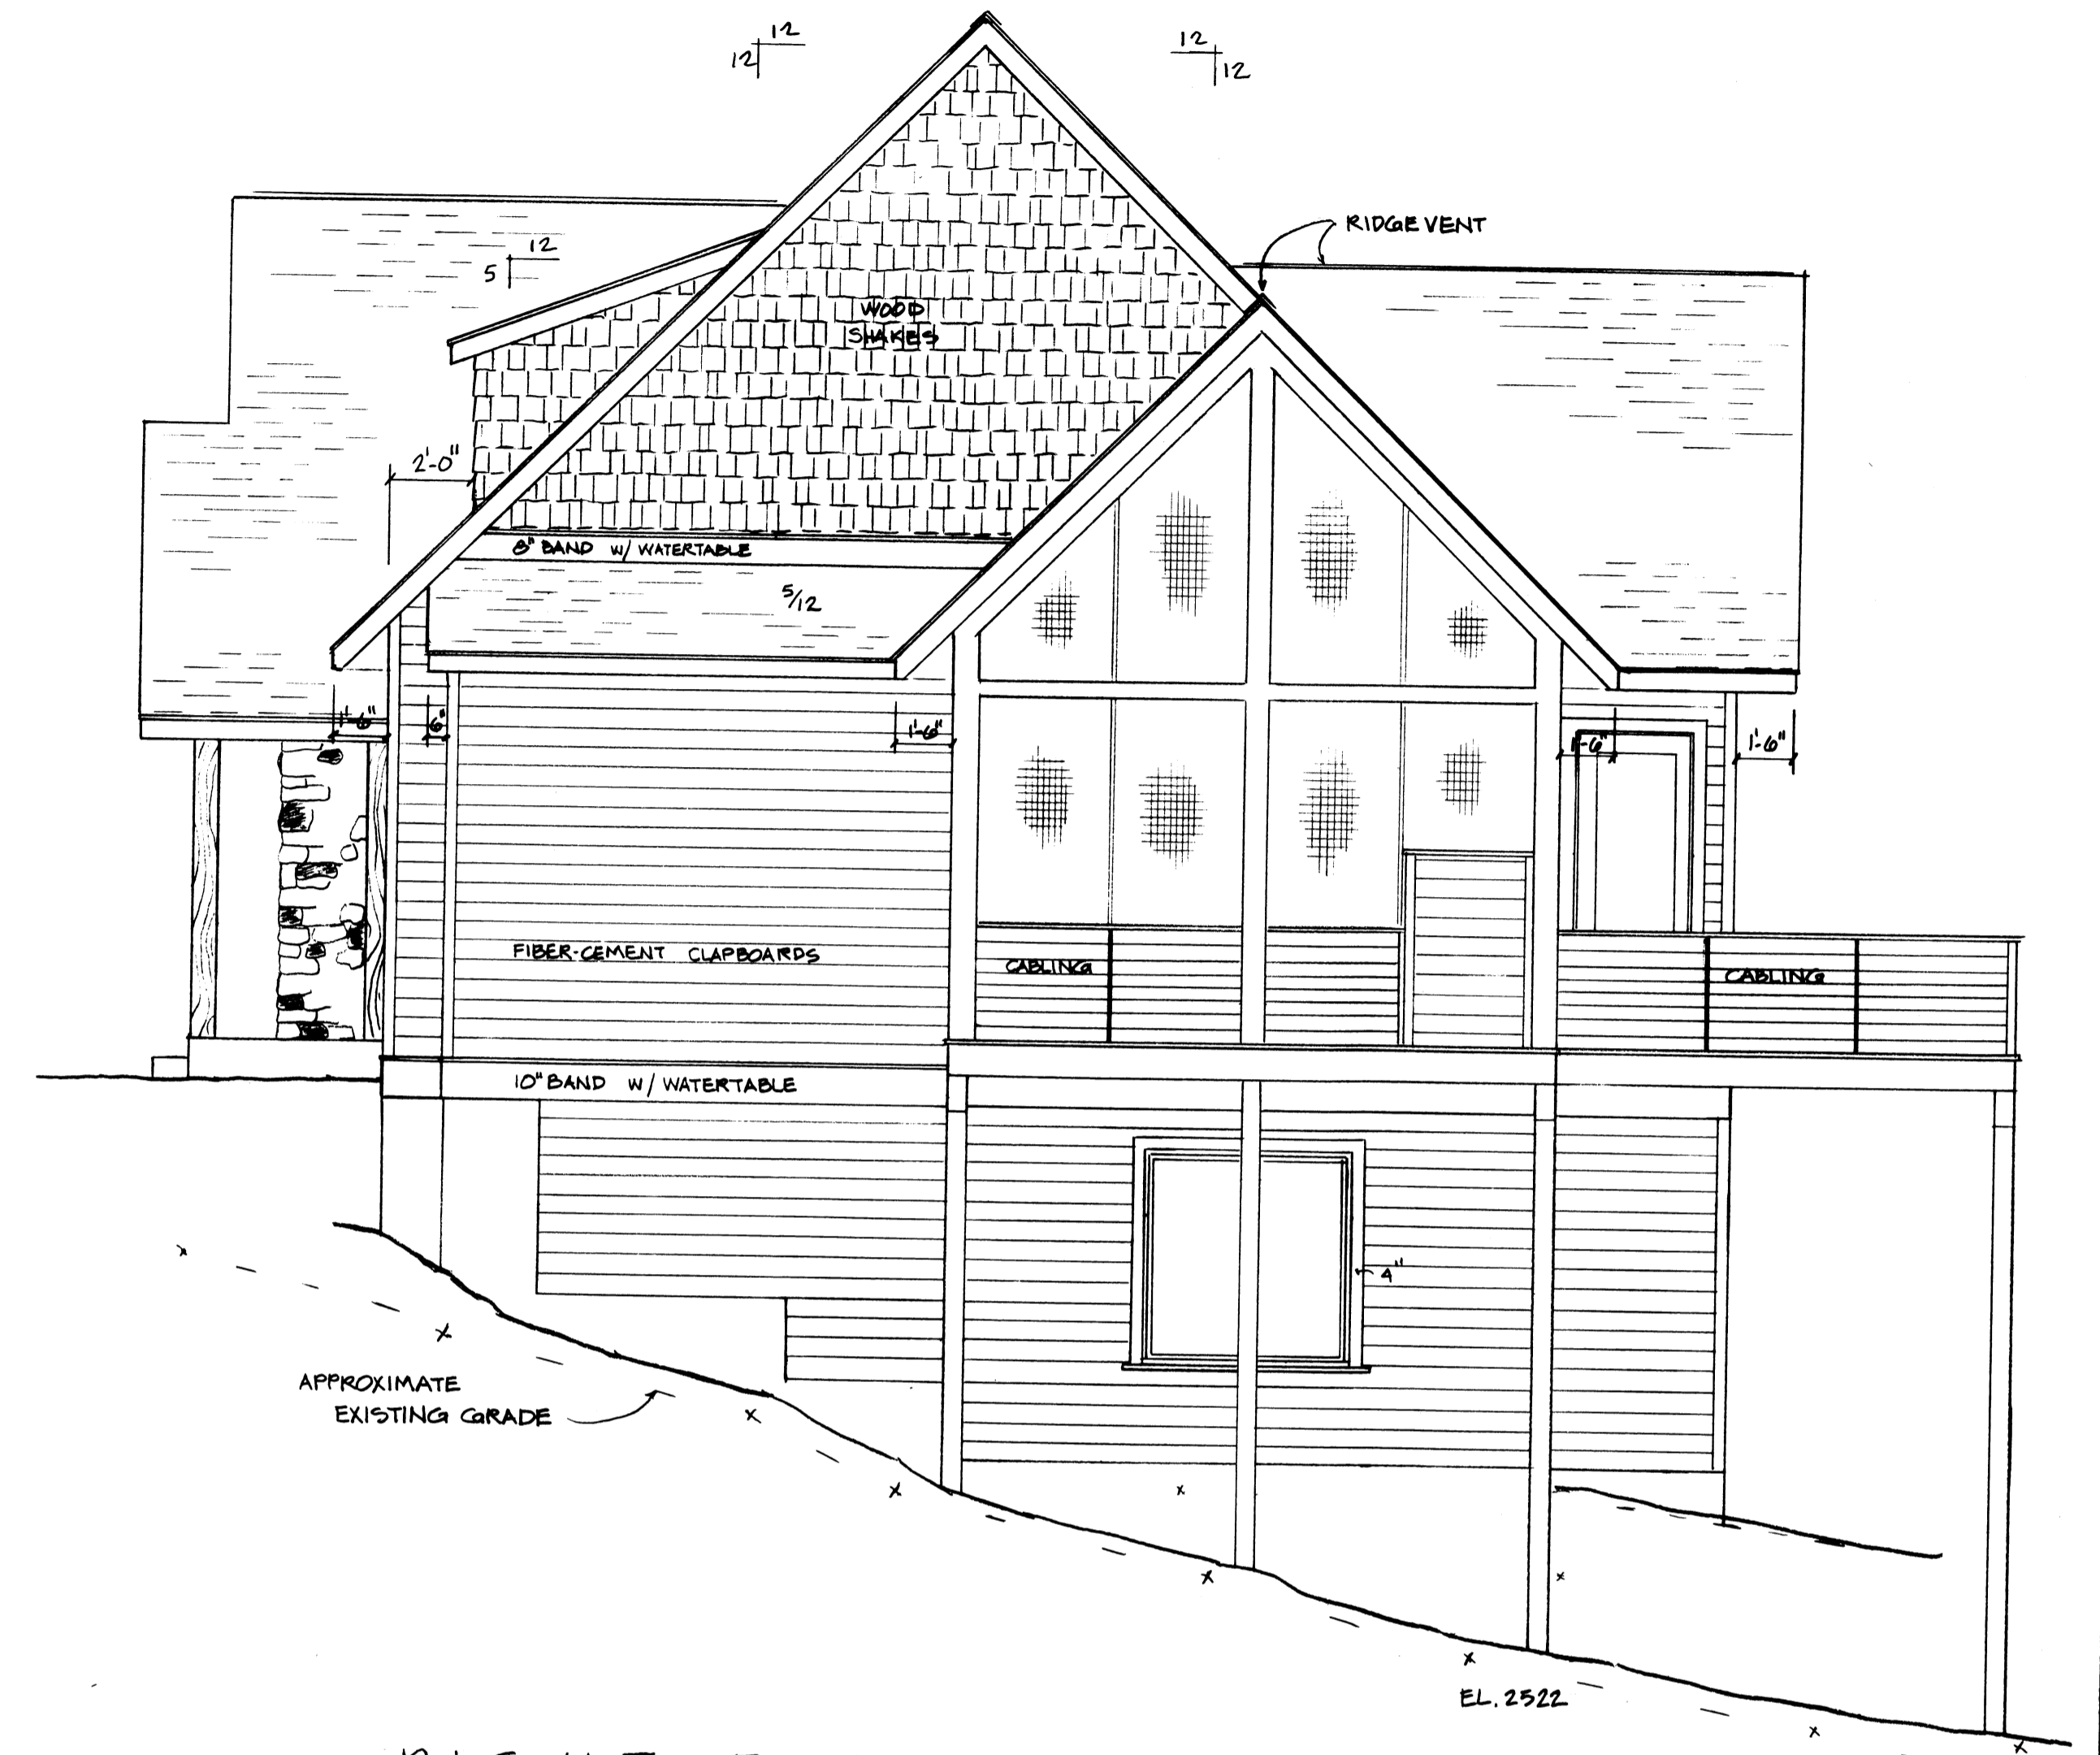 12
12
12
12
RIDGE VENT
12
5
WOOD
SHAKES
2'-0"
8" BAND W/ WATERTABLE
5/12
1'-6"
6"
1'-6"
1'-6"
1'-6"
FIBER-CEMENT CLAPBOARDS
CABLING
CABLING
10" BAND W/ WATERTABLE
4"
APPROXIMATE
EXISTING GRADE
EL. 2522